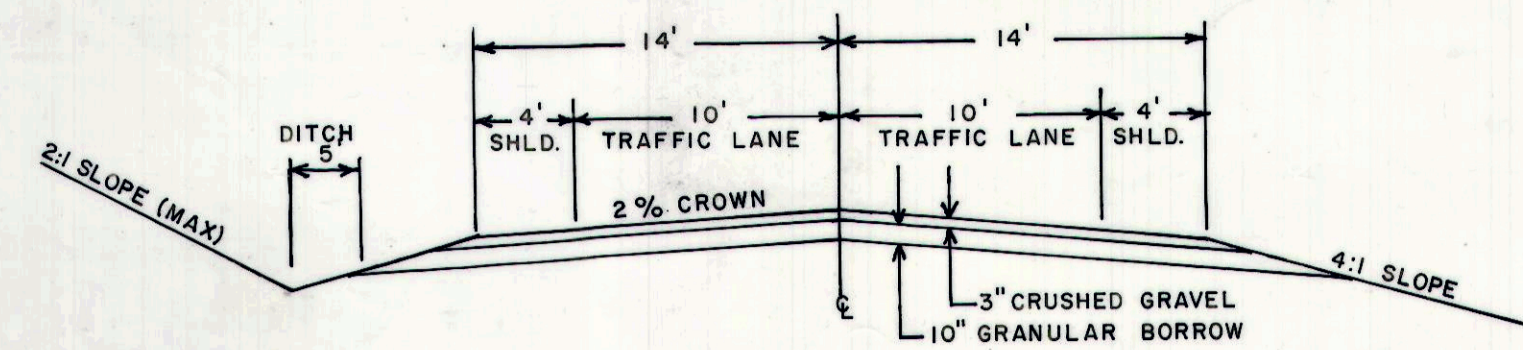 14' 14'
4' 10' 10' 4'
DITCH
5'
SHLD. TRAFFIC LANE TRAFFIC LANE SHLD.
2:1 SLOPE (MAX)
2% CROWN
4:1 SLOPE
℄
3" CRUSHED GRAVEL
10" GRANULAR BORROW